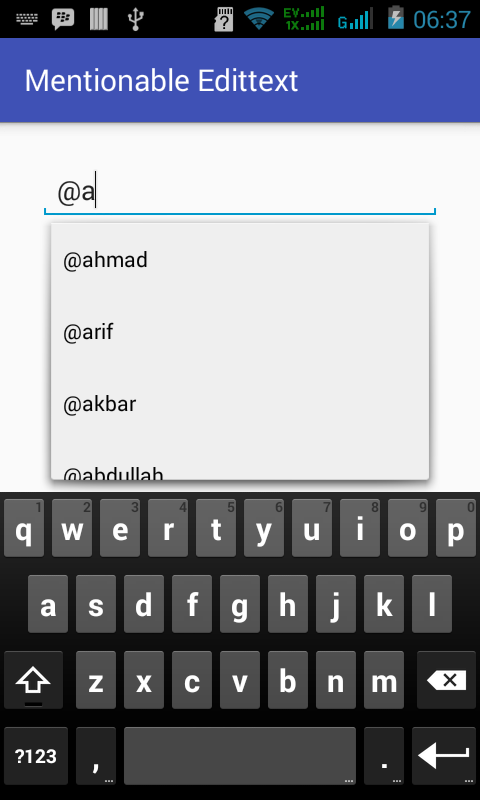 EV
1X
G
06:37
Mentionable Edittext
@a
@ahmad
@arif
@akbar
@abdullah
1 2 3 4 5 6 7 8 9 0
q w e r t y u i o p
a s d f g h j k l
z x c v b n m
?123 , .